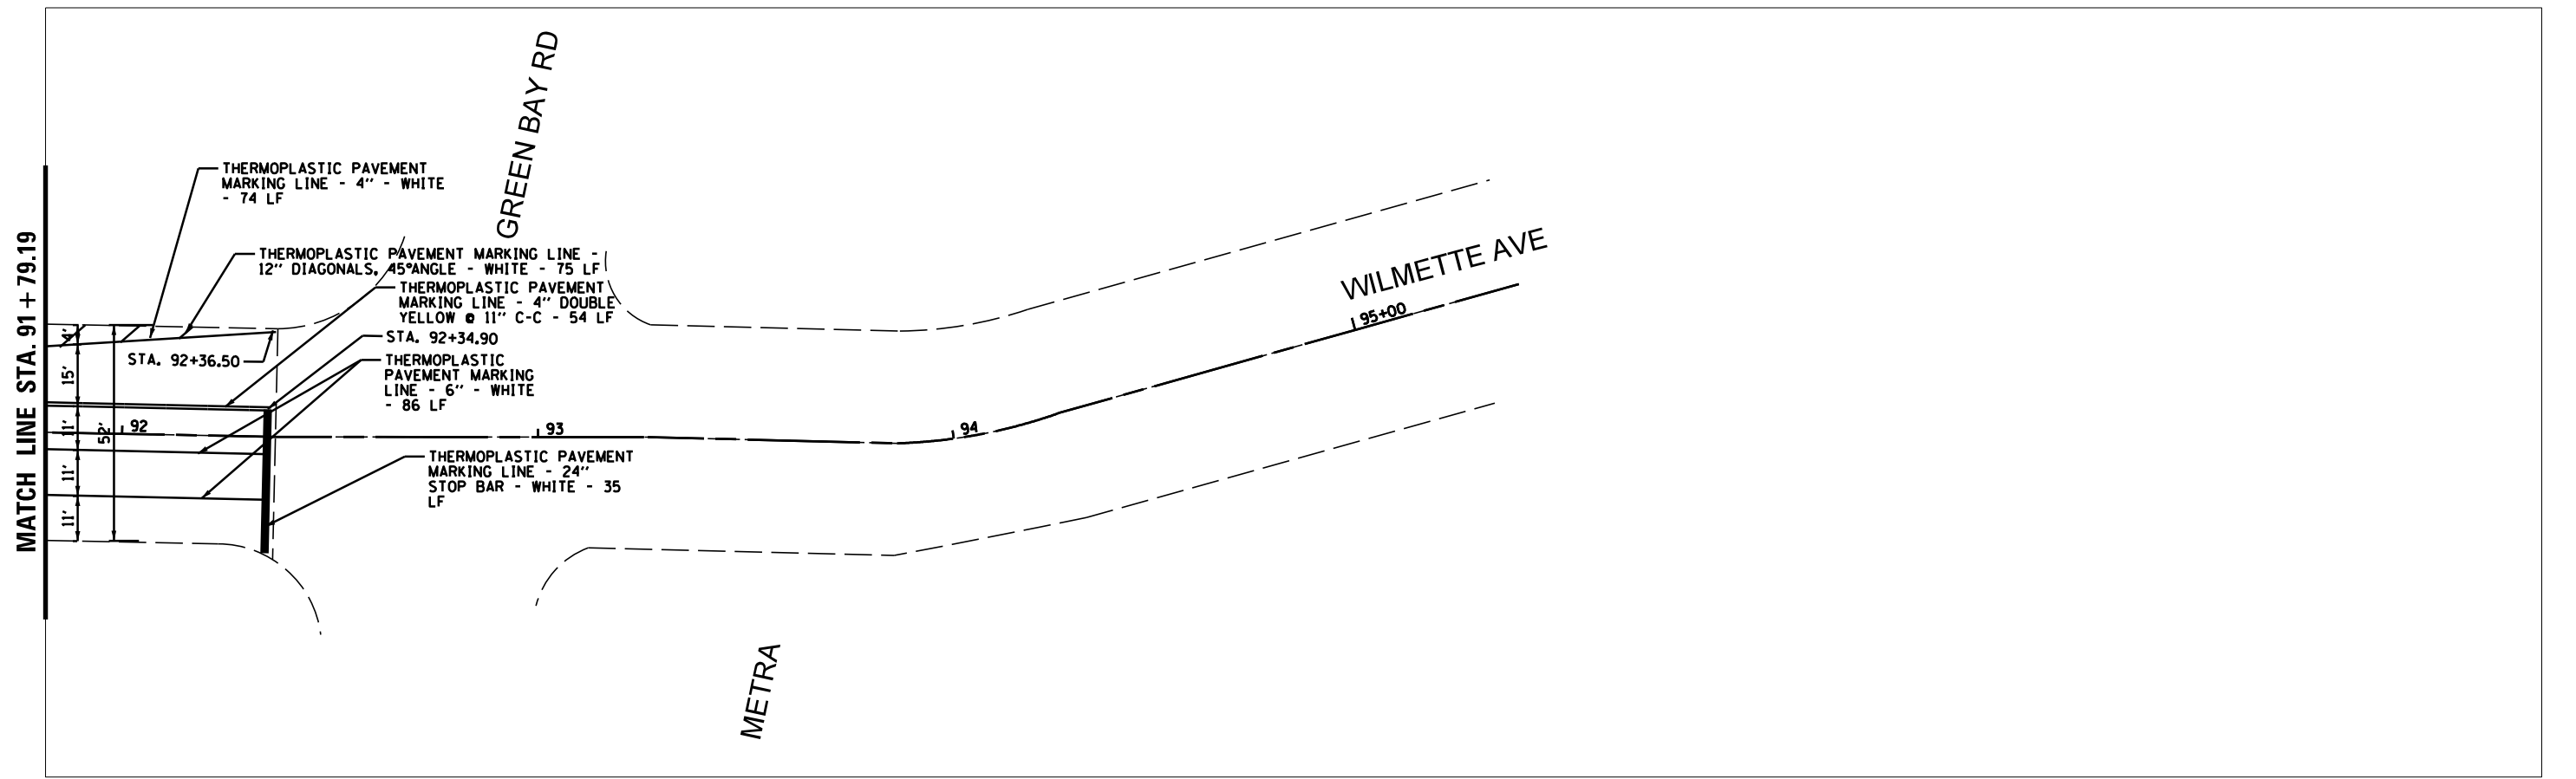 MATCH LINE STA. 91+79.19
GREEN BAY RD
THERMOPLASTIC PAVEMENT
MARKING LINE - 4" - WHITE
- 74 LF
THERMOPLASTIC PAVEMENT MARKING LINE -
12" DIAGONALS, 45°ANGLE - WHITE - 75 LF
THERMOPLASTIC PAVEMENT
MARKING LINE - 4" DOUBLE
YELLOW @ 11" C-C - 54 LF
STA. 92+34.90
STA. 92+36.50
THERMOPLASTIC
PAVEMENT MARKING
LINE - 6" - WHITE
- 86 LF
4'
15'
11'
52'
11'
11'
92
93
94
95+00
WILMETTE AVE
THERMOPLASTIC PAVEMENT
MARKING LINE - 24"
STOP BAR - WHITE - 35
LF
METRA